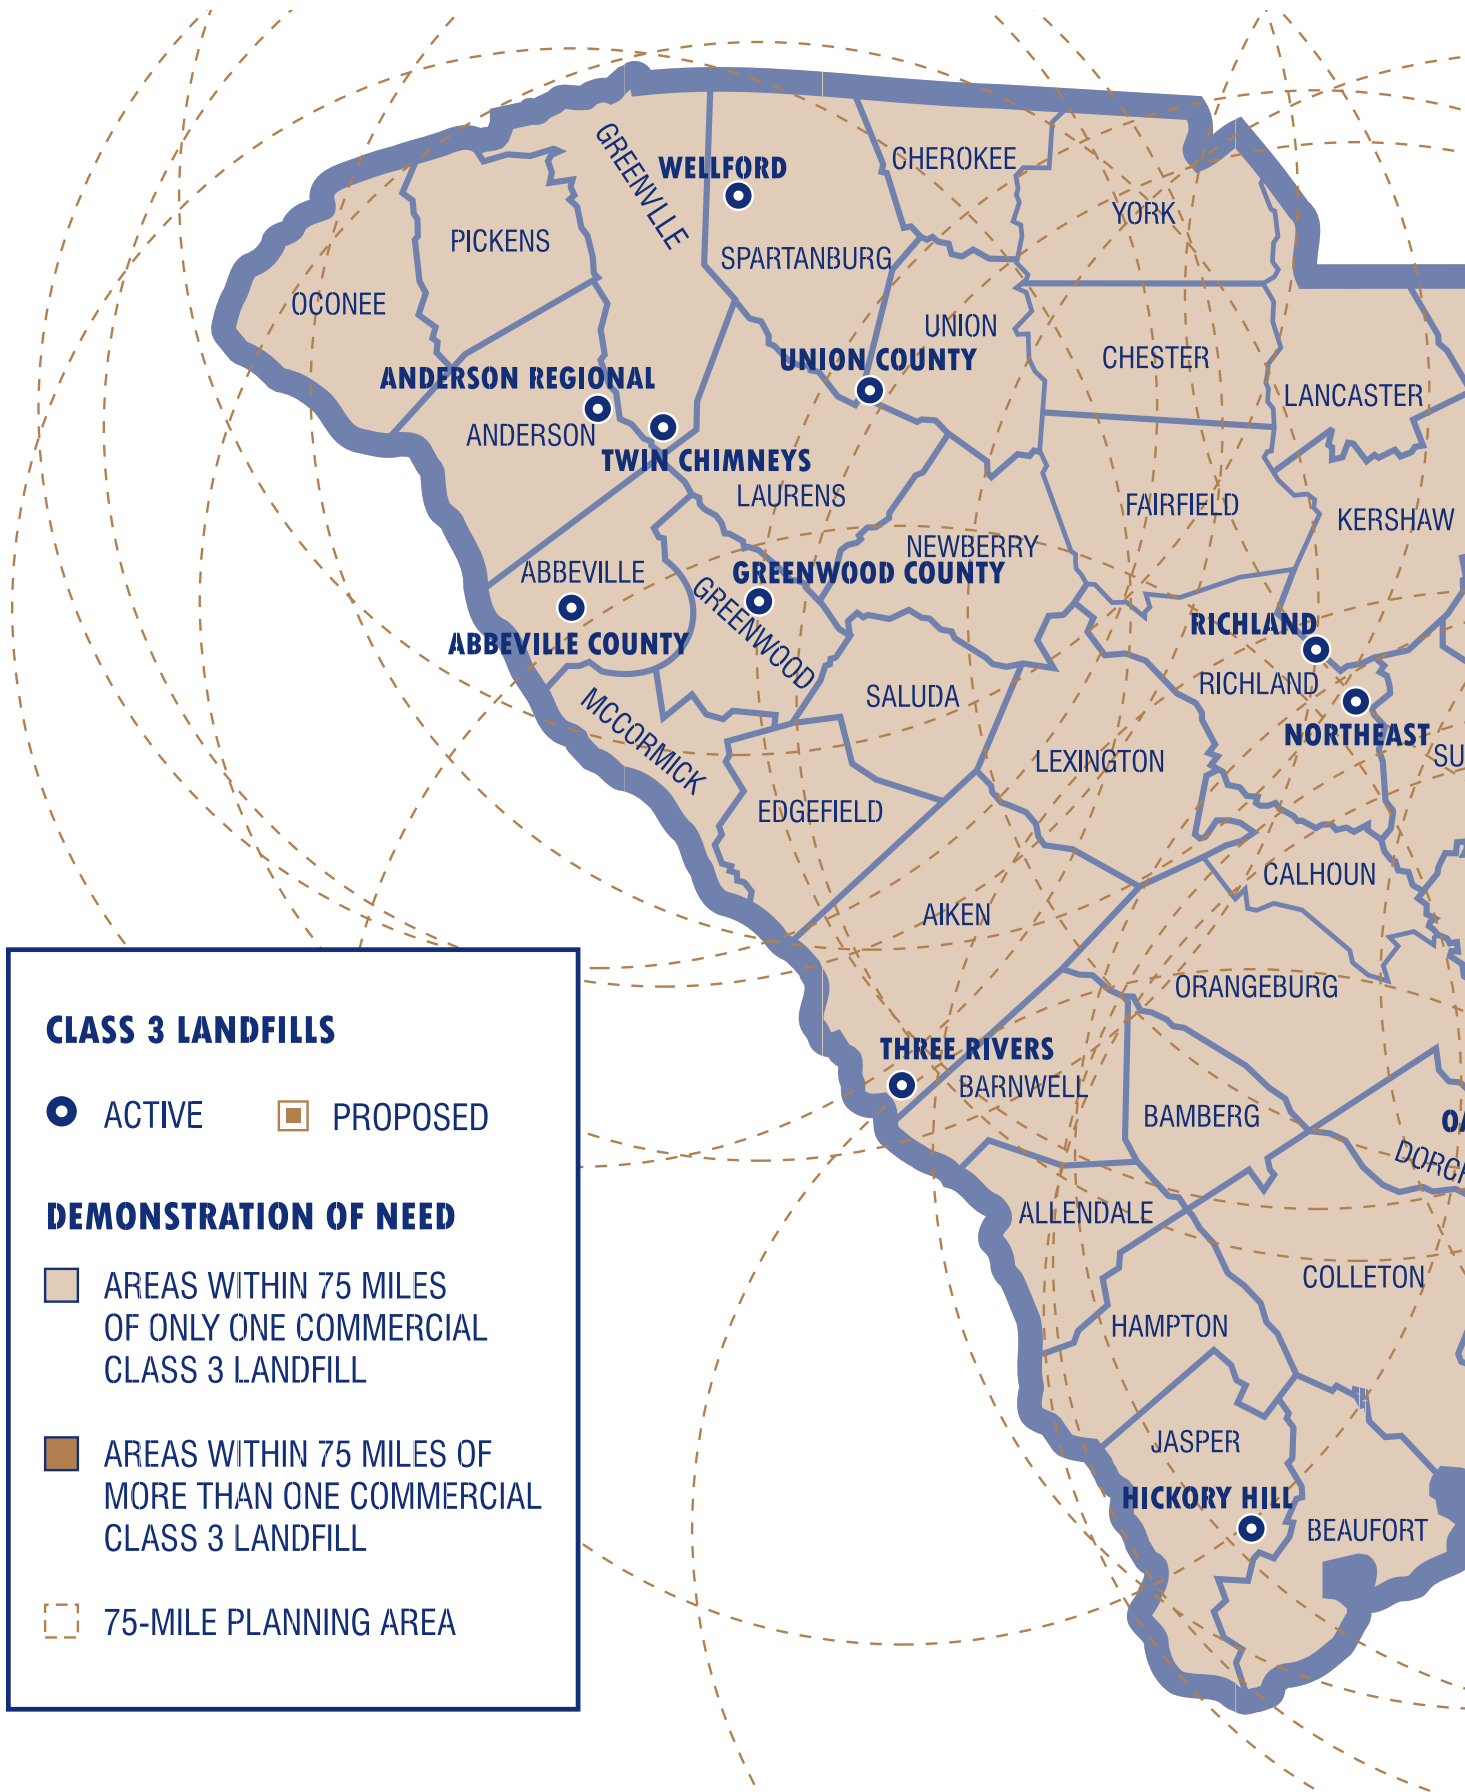 GREENVLLE
WELLFORD
CHEROKEE
YORK
PICKENS
SPARTANBURG
OCONEE
UNION
UNION COUNTY
CHESTER
ANDERSON REGIONAL
LANCASTER
ANDERSON
TWIN CHIMNEYS
LAURENS
FAIRFIELD
KERSHAW
NEWBERRY
ABBEVILLE
GREENWOOD COUNTY
GREENWOOD
RICHLAND
ABBEVILLE COUNTY
RICHLAND
SALUDA
MCCORMICK
NORTHEAST
SU
LEXINGTON
EDGEFIELD
CALHOUN
AIKEN
ORANGEBURG
THREE RIVERS
BARNWELL
BAMBERG
OA
DORCH
ALLENDALE
COLLETON
HAMPTON
JASPER
HICKORY HILL
BEAUFORT
CLASS 3 LANDFILLS
ACTIVE
PROPOSED
DEMONSTRATION OF NEED
AREAS WITHIN 75 MILES
OF ONLY ONE COMMERCIAL
CLASS 3 LANDFILL
AREAS WITHIN 75 MILES OF
MORE THAN ONE COMMERCIAL
CLASS 3 LANDFILL
75-MILE PLANNING AREA